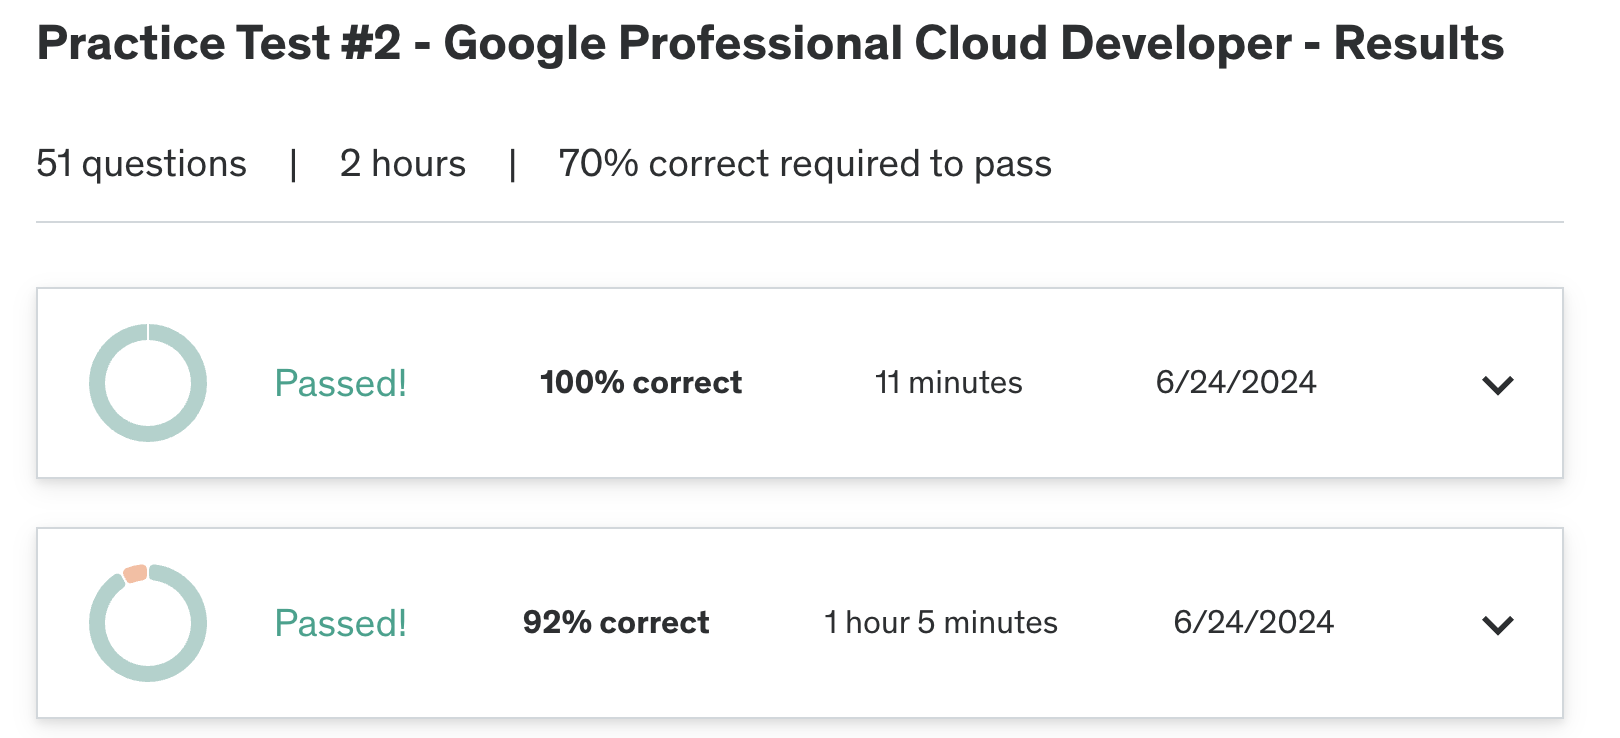 Practice Test #2 - Google Professional Cloud Developer - Results
51 questions | 2 hours | 70% correct required to pass
Passed! 100% correct 11 minutes 6/24/2024
Passed! 92% correct 1 hour 5 minutes 6/24/2024